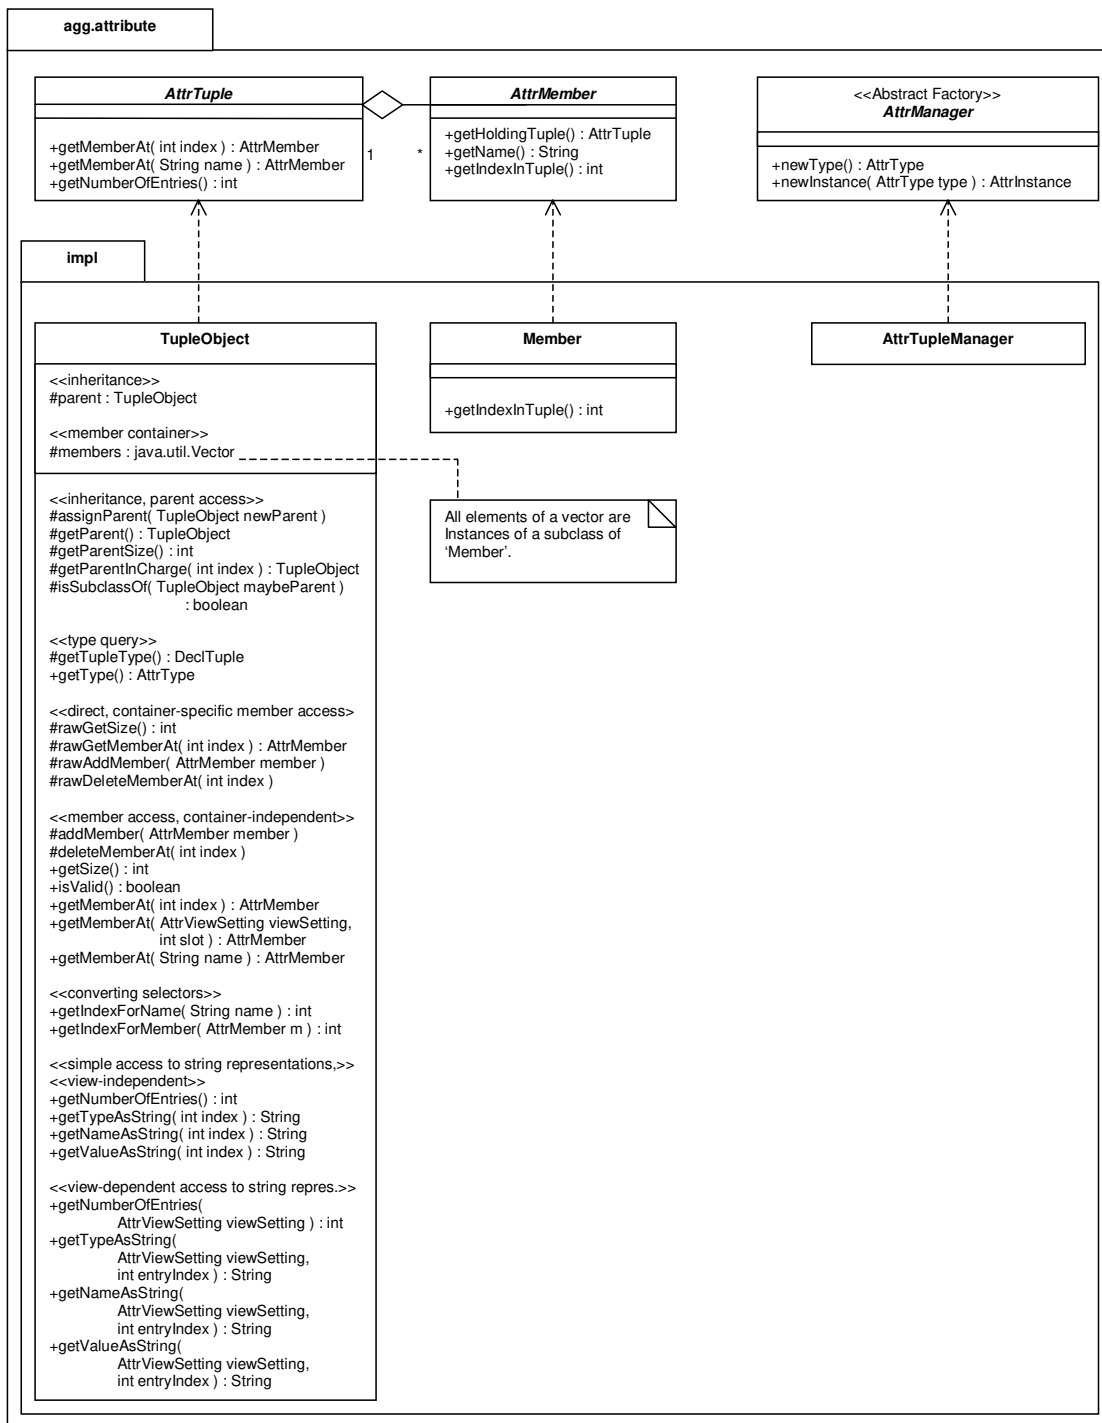 agg.attribute
AttrTuple
+getMemberAt( int index ) : AttrMember
+getMemberAt( String name ) : AttrMember
+getNumberOfEntries() : int
1
*
AttrMember
+getHoldingTuple() : AttrTuple
+getName() : String
+getIndexInTuple() : int
<<Abstract Factory>>
AttrManager
+newType() : AttrType
+newInstance( AttrType type ) : AttrInstance
impl
TupleObject
<<inheritance>>
#parent : TupleObject
<<member container>>
#members : java.util.Vector
<<inheritance, parent access>>
#assignParent( TupleObject newParent )
#getParent() : TupleObject
#getParentSize() : int
#getParentInCharge( int index ) : TupleObject
#isSubclassOf( TupleObject maybeParent )
: boolean
<<type query>>
#getTupleType() : DeclTuple
+getType() : AttrType
<<direct, container-specific member access>
#rawGetSize() : int
#rawGetMemberAt( int index ) : AttrMember
#rawAddMember( AttrMember member )
#rawDeleteMemberAt( int index )
<<member access, container-independent>>
#addMember( AttrMember member )
#deleteMemberAt( int index )
+getSize() : int
+isValid() : boolean
+getMemberAt( int index ) : AttrMember
+getMemberAt( AttrViewSetting viewSetting,
int slot ) : AttrMember
+getMemberAt( String name ) : AttrMember
<<converting selectors>>
+getIndexForName( String name ) : int
+getIndexForMember( AttrMember m ) : int
<<simple access to string representations,>>
<<view-independent>>
+getNumberOfEntries() : int
+getTypeAsString( int index ) : String
+getNameAsString( int index ) : String
+getValueAsString( int index ) : String
<<view-dependent access to string repres.>>
+getNumberOfEntries(
AttrViewSetting viewSetting ) : int
+getTypeAsString(
AttrViewSetting viewSetting,
int entryIndex ) : String
+getNameAsString(
AttrViewSetting viewSetting,
int entryIndex ) : String
+getValueAsString(
AttrViewSetting viewSetting,
int entryIndex ) : String
Member
+getIndexInTuple() : int
All elements of a vector are
Instances of a subclass of
‘Member’.
AttrTupleManager